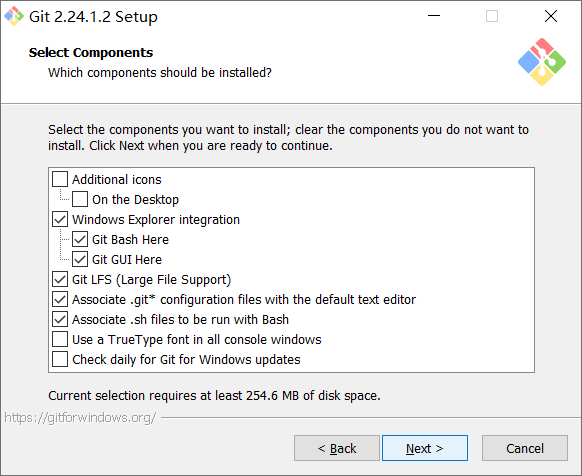 Git 2.24.1.2 Setup
Select Components
Which components should be installed?
Select the components you want to install; clear the components you do not want to
install. Click Next when you are ready to continue.
Additional icons
On the Desktop
Windows Explorer integration
Git Bash Here
Git GUI Here
Git LFS (Large File Support)
Associate .git* configuration files with the default text editor
Associate .sh files to be run with Bash
Use a TrueType font in all console windows
Check daily for Git for Windows updates
Current selection requires at least 254.6 MB of disk space.
https://gitforwindows.org/
< Back
Next >
Cancel